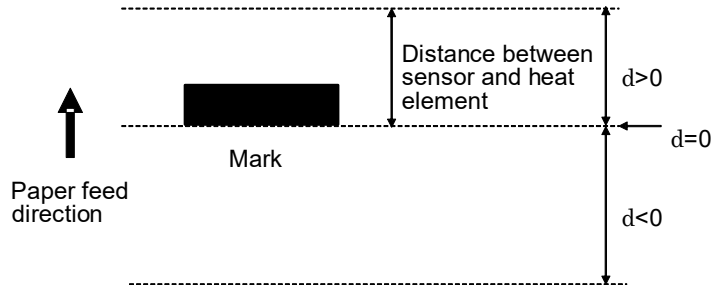 Distance between
sensor and heat
element
d>0
d=0
Mark
Paper feed
direction
d<0